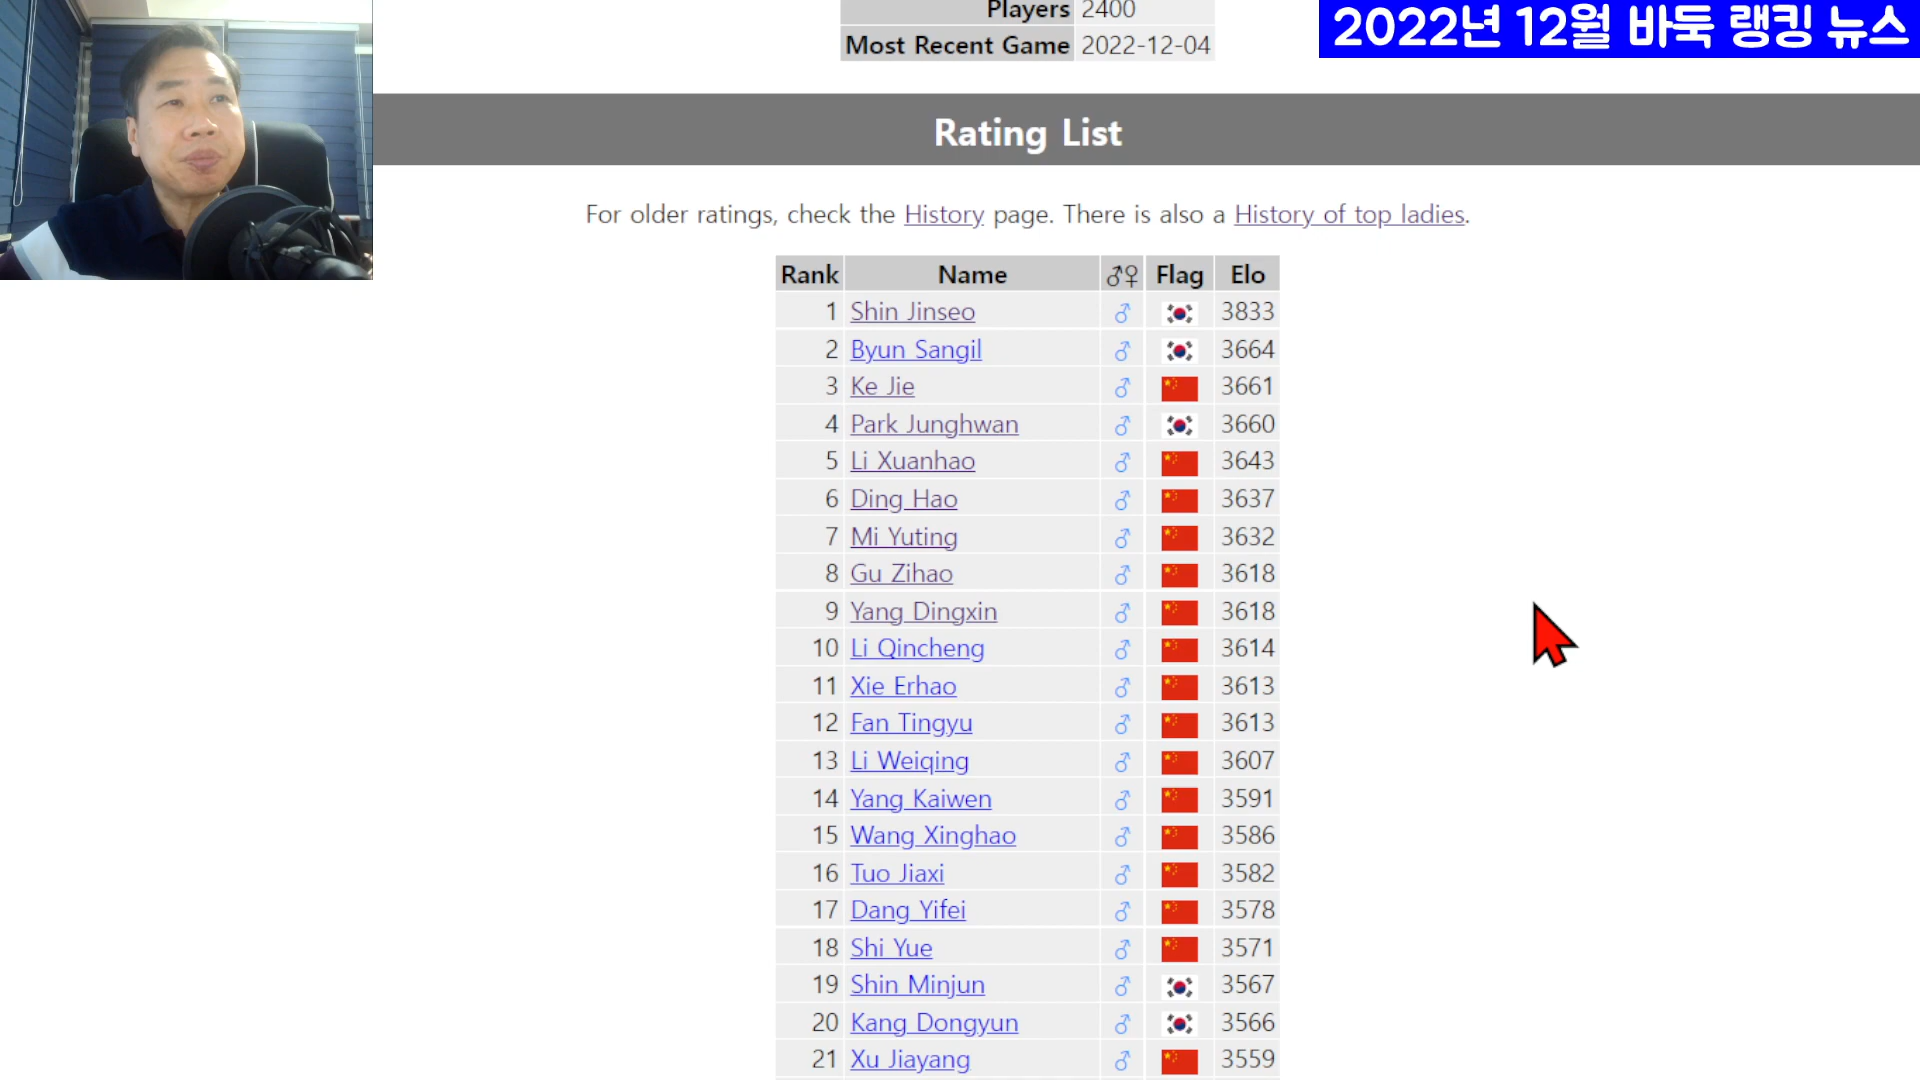 Players 2400
Most Recent Game 2022-12-04
2022년 12월 바둑 랭킹 뉴스
Rating List
For older ratings, check the History page. There is also a History of top ladies.
Rank Name ♂♀ Flag Elo
1 Shin Jinseo ♂ 3833
2 Byun Sangil ♂ 3664
3 Ke Jie ♂ 3661
4 Park Junghwan ♂ 3660
5 Li Xuanhao ♂ 3643
6 Ding Hao ♂ 3637
7 Mi Yuting ♂ 3632
8 Gu Zihao ♂ 3618
9 Yang Dingxin ♂ 3618
10 Li Qincheng ♂ 3614
11 Xie Erhao ♂ 3613
12 Fan Tingyu ♂ 3613
13 Li Weiqing ♂ 3607
14 Yang Kaiwen ♂ 3591
15 Wang Xinghao ♂ 3586
16 Tuo Jiaxi ♂ 3582
17 Dang Yifei ♂ 3578
18 Shi Yue ♂ 3571
19 Shin Minjun ♂ 3567
20 Kang Dongyun ♂ 3566
21 Xu Jiayang ♂ 3559